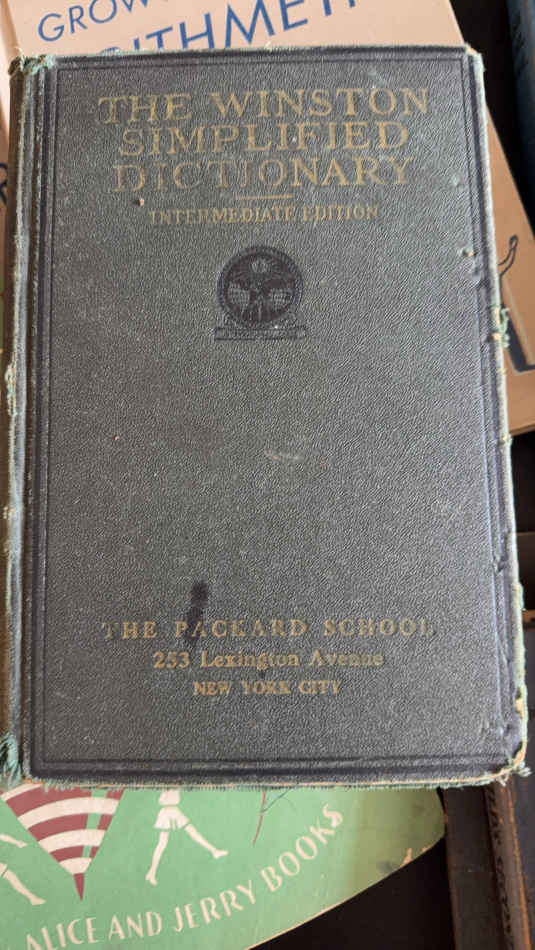 GROW
ARITHMETI
THE WINSTON
SIMPLIFIED
DICTIONARY
INTERMEDIATE EDITION
THE PACKARD SCHOOL
253 Lexington Avenue
NEW YORK CITY
ALICE AND JERRY BOOKS